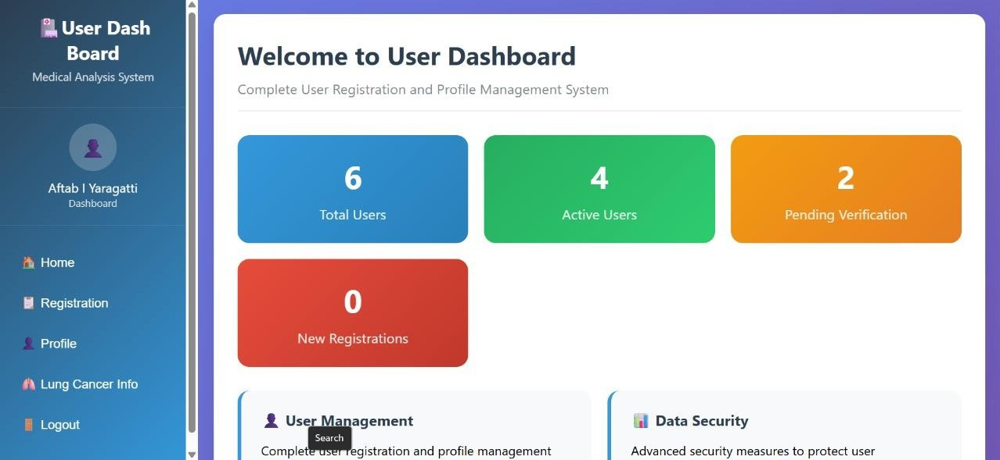 User Dash
Board
Medical Analysis System
Aftab I Yaragatti
Dashboard
Home
Registration
Profile
Lung Cancer Info
Logout
Welcome to User Dashboard
Complete User Registration and Profile Management System
6
Total Users
4
Active Users
2
Pending Verification
0
New Registrations
User Management
Search
Complete user registration and profile management
Data Security
Advanced security measures to protect user